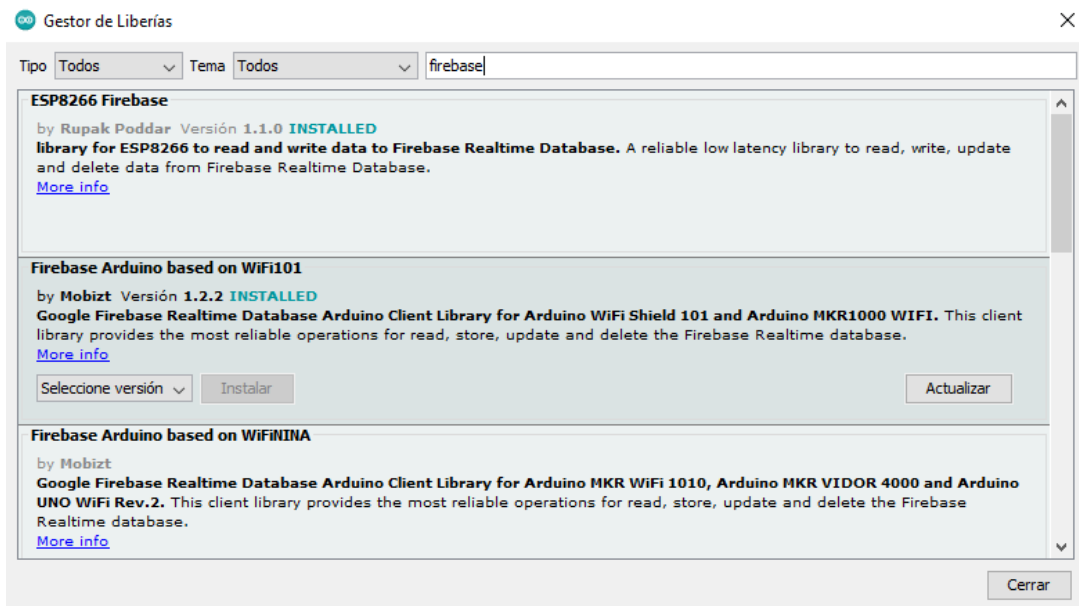 Gestor de Liberías
Tipo Todos Tema Todos firebase
ESP8266 Firebase
by Rupak Poddar Versión 1.1.0 INSTALLED
library for ESP8266 to read and write data to Firebase Realtime Database. A reliable low latency library to read, write, update
and delete data from Firebase Realtime Database.
More info
Firebase Arduino based on WiFi101
by Mobizt Versión 1.2.2 INSTALLED
Google Firebase Realtime Database Arduino Client Library for Arduino WiFi Shield 101 and Arduino MKR1000 WIFI. This client
library provides the most reliable operations for read, store, update and delete the Firebase Realtime database.
More info
Seleccione versión Instalar Actualizar
Firebase Arduino based on WiFiNINA
by Mobizt
Google Firebase Realtime Database Arduino Client Library for Arduino MKR WiFi 1010, Arduino MKR VIDOR 4000 and Arduino
UNO WiFi Rev.2. This client library provides the most reliable operations for read, store, update and delete the Firebase
Realtime database.
More info
Cerrar